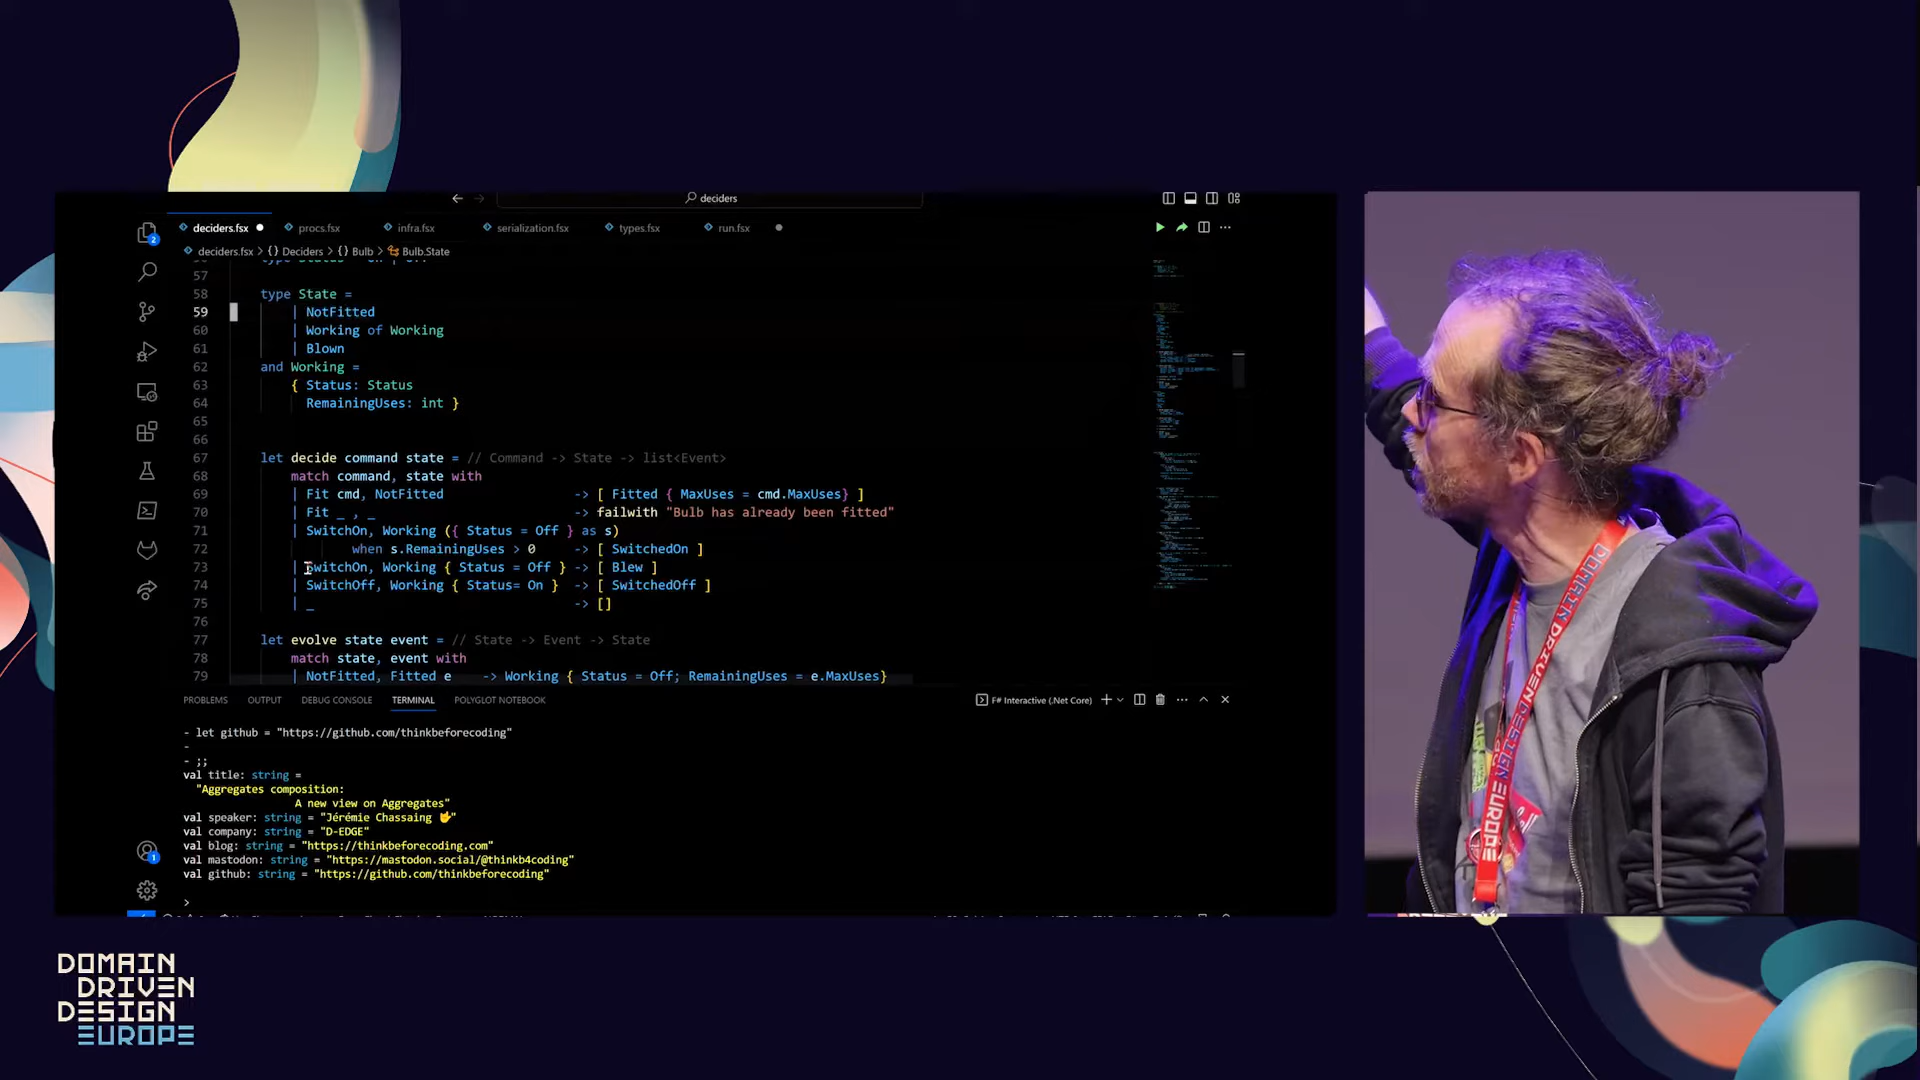 deciders
deciders.fsx
procs.fsx
infra.fsx
serialization.fsx
types.fsx
run.fsx
deciders.fsx > {} Deciders > {} Bulb > Bulb.State
57
58 type State =
59 | NotFitted
60 | Working of Working
61 | Blown
62 and Working =
63 { Status: Status
64 RemainingUses: int }
65
66
67 let decide command state = // Command -> State -> list<Event>
68 match command, state with
69 | Fit cmd, NotFitted -> [ Fitted { MaxUses = cmd.MaxUses} ]
70 | Fit _ , _ -> failwith "Bulb has already been fitted"
71 | SwitchOn, Working ({ Status = Off } as s)
72 when s.RemainingUses > 0 -> [ SwitchedOn ]
73 | SwitchOn, Working { Status = Off } -> [ Blew ]
74 | SwitchOff, Working { Status= On } -> [ SwitchedOff ]
75 | _ -> []
76
77 let evolve state event = // State -> Event -> State
78 match state, event with
79 | NotFitted, Fitted e -> Working { Status = Off; RemainingUses = e.MaxUses}
PROBLEMS OUTPUT DEBUG CONSOLE TERMINAL POLYGLOT NOTEBOOK
F# Interactive (.Net Core)
- let github = "https://github.com/thinkbeforecoding"
-
- ;;
val title: string =
"Aggregates composition:
A new view on Aggregates"
val speaker: string = "Jérémie Chassaing 🤟"
val company: string = "D-EDGE"
val blog: string = "https://thinkbeforecoding.com"
val mastodon: string = "https://mastodon.social/@thinkb4coding"
val github: string = "https://github.com/thinkbeforecoding"
>
2
1
DOMAIN DRIVEN DESIGN EUROPE
DOMAIN
DRIVEN
DESIGN
EUROPE